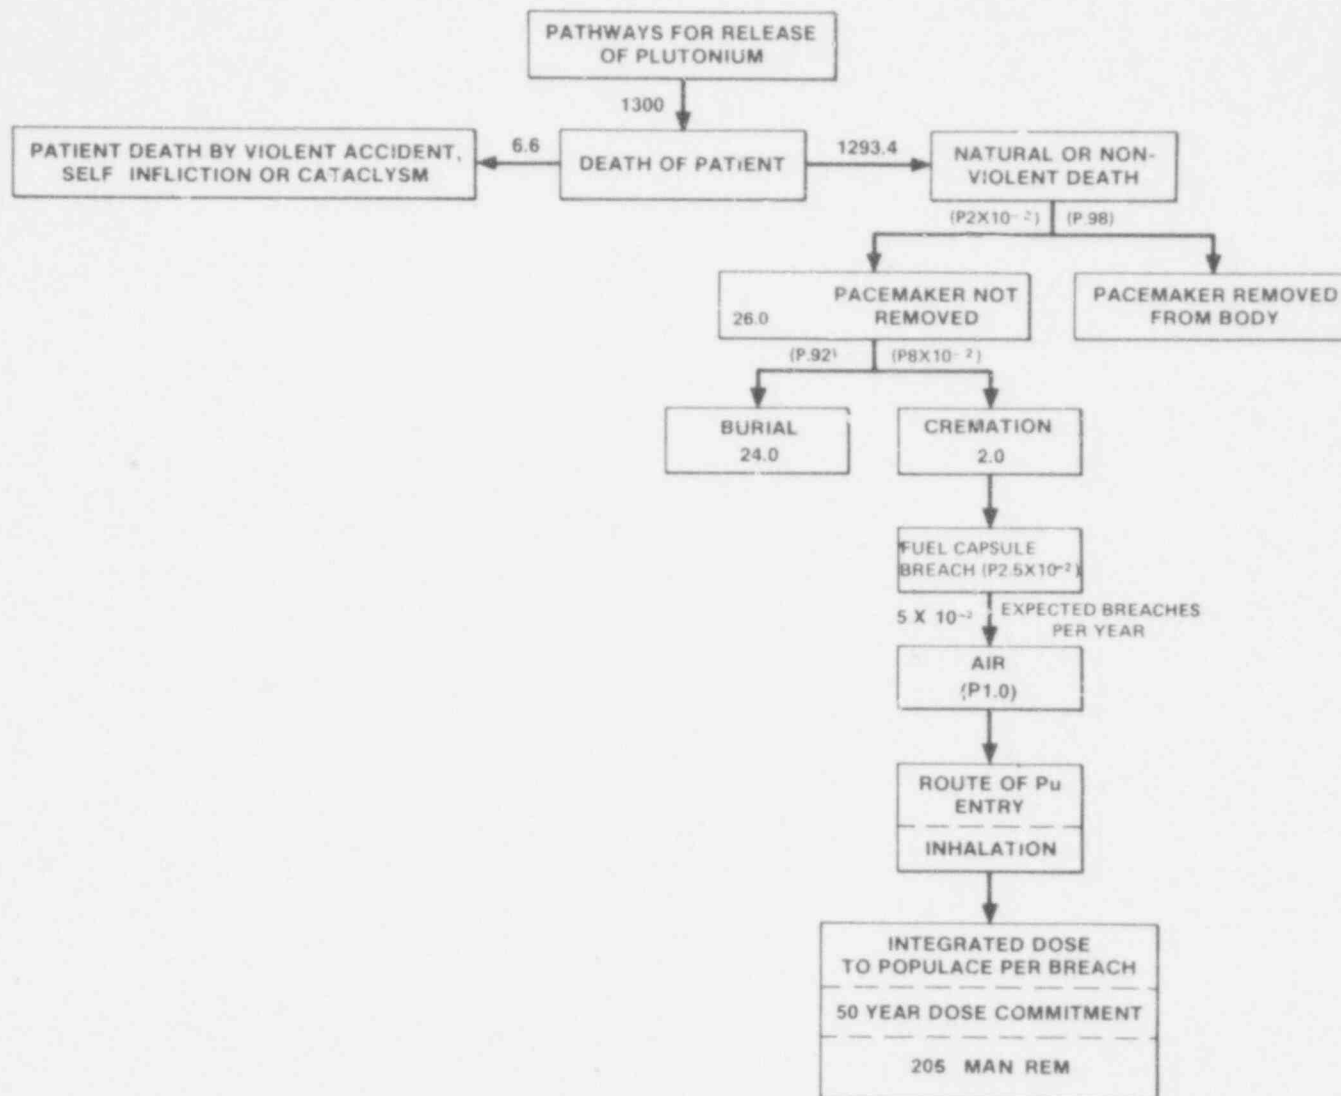 PATHWAYS FOR RELEASE
OF PLUTONIUM
1300
PATIENT DEATH BY VIOLENT ACCIDENT,
SELF INFLICTION OR CATACLYSM
6.6
DEATH OF PATIENT
1293.4
NATURAL OR NON-
VIOLENT DEATH
(P2X10⁻²) (P.98)
PACEMAKER NOT
26.0 REMOVED
PACEMAKER REMOVED
FROM BODY
(P.92) (P8X10⁻²)
BURIAL
24.0
CREMATION
2.0
FUEL CAPSULE
BREACH (P2.5X10⁻²)
5 X 10⁻² EXPECTED BREACHES
PER YEAR
AIR
(P1.0)
ROUTE OF Pu
ENTRY
INHALATION
INTEGRATED DOSE
TO POPULACE PER BREACH
50 YEAR DOSE COMMITMENT
205 MAN REM